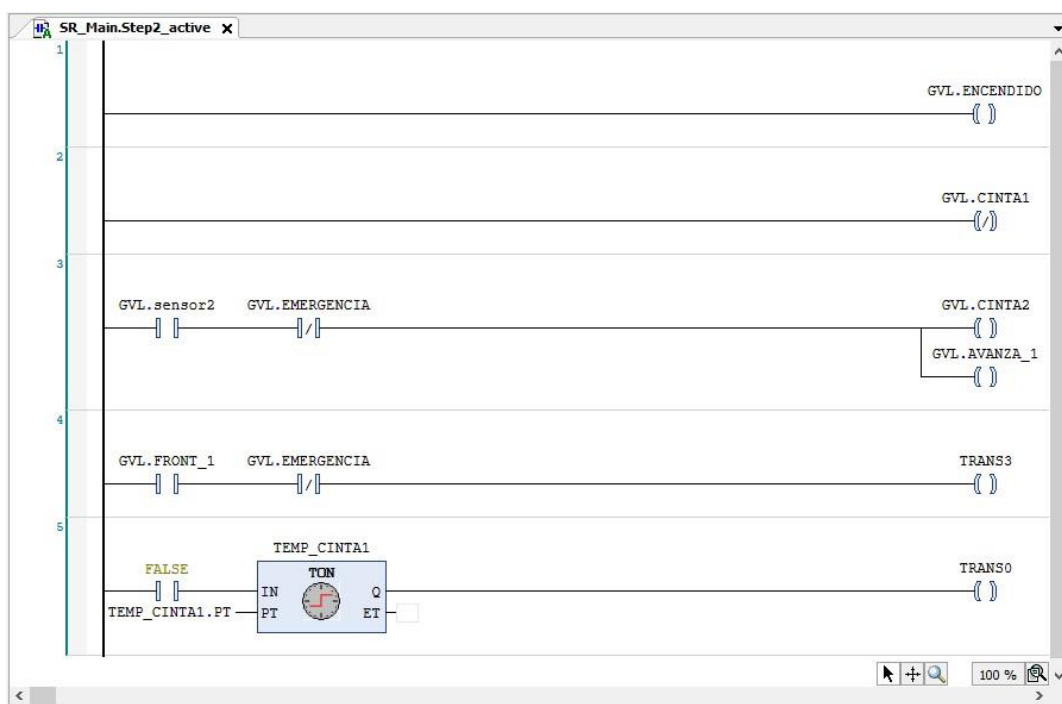 SR_Main.Step2_active
1
GVL.ENCENDIDO
2
GVL.CINTA1
3
GVL.sensor2 GVL.EMERGENCIA GVL.CINTA2
GVL.AVANZA_1
4
GVL.FRONT_1 GVL.EMERGENCIA TRANS3
5
TEMP_CINTA1
FALSE TON TRANS0
IN Q
TEMP_CINTA1.PT PT ET
100 %